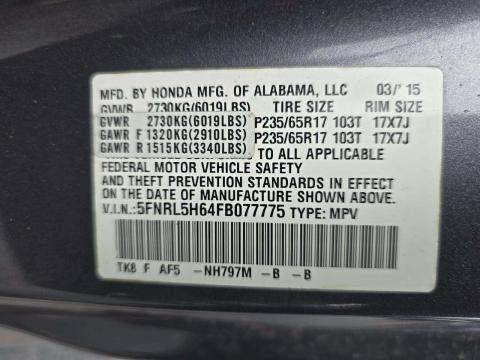 MFD. BY HONDA MFG. OF ALABAMA, LLC 03/'15
GVWR 2730KG(6019LBS) TIRE SIZE RIM SIZE
GVWR 2730KG(6019LBS) P235/65R17 103T 17X7J
GAWR F 1320KG(2910LBS) P235/65R17 103T 17X7J
GAWR R 1515KG(3340LBS)
TO ALL APPLICABLE
FEDERAL MOTOR VEHICLE SAFETY
AND THEFT PREVENTION STANDARDS IN EFFECT
ON THE DATE OF MANUFACTURE SHOWN ABOVE.
V.I.N.: 5FNRL5H64FB077775 TYPE: MPV
TK8 F AF5 -NH797M -B -B